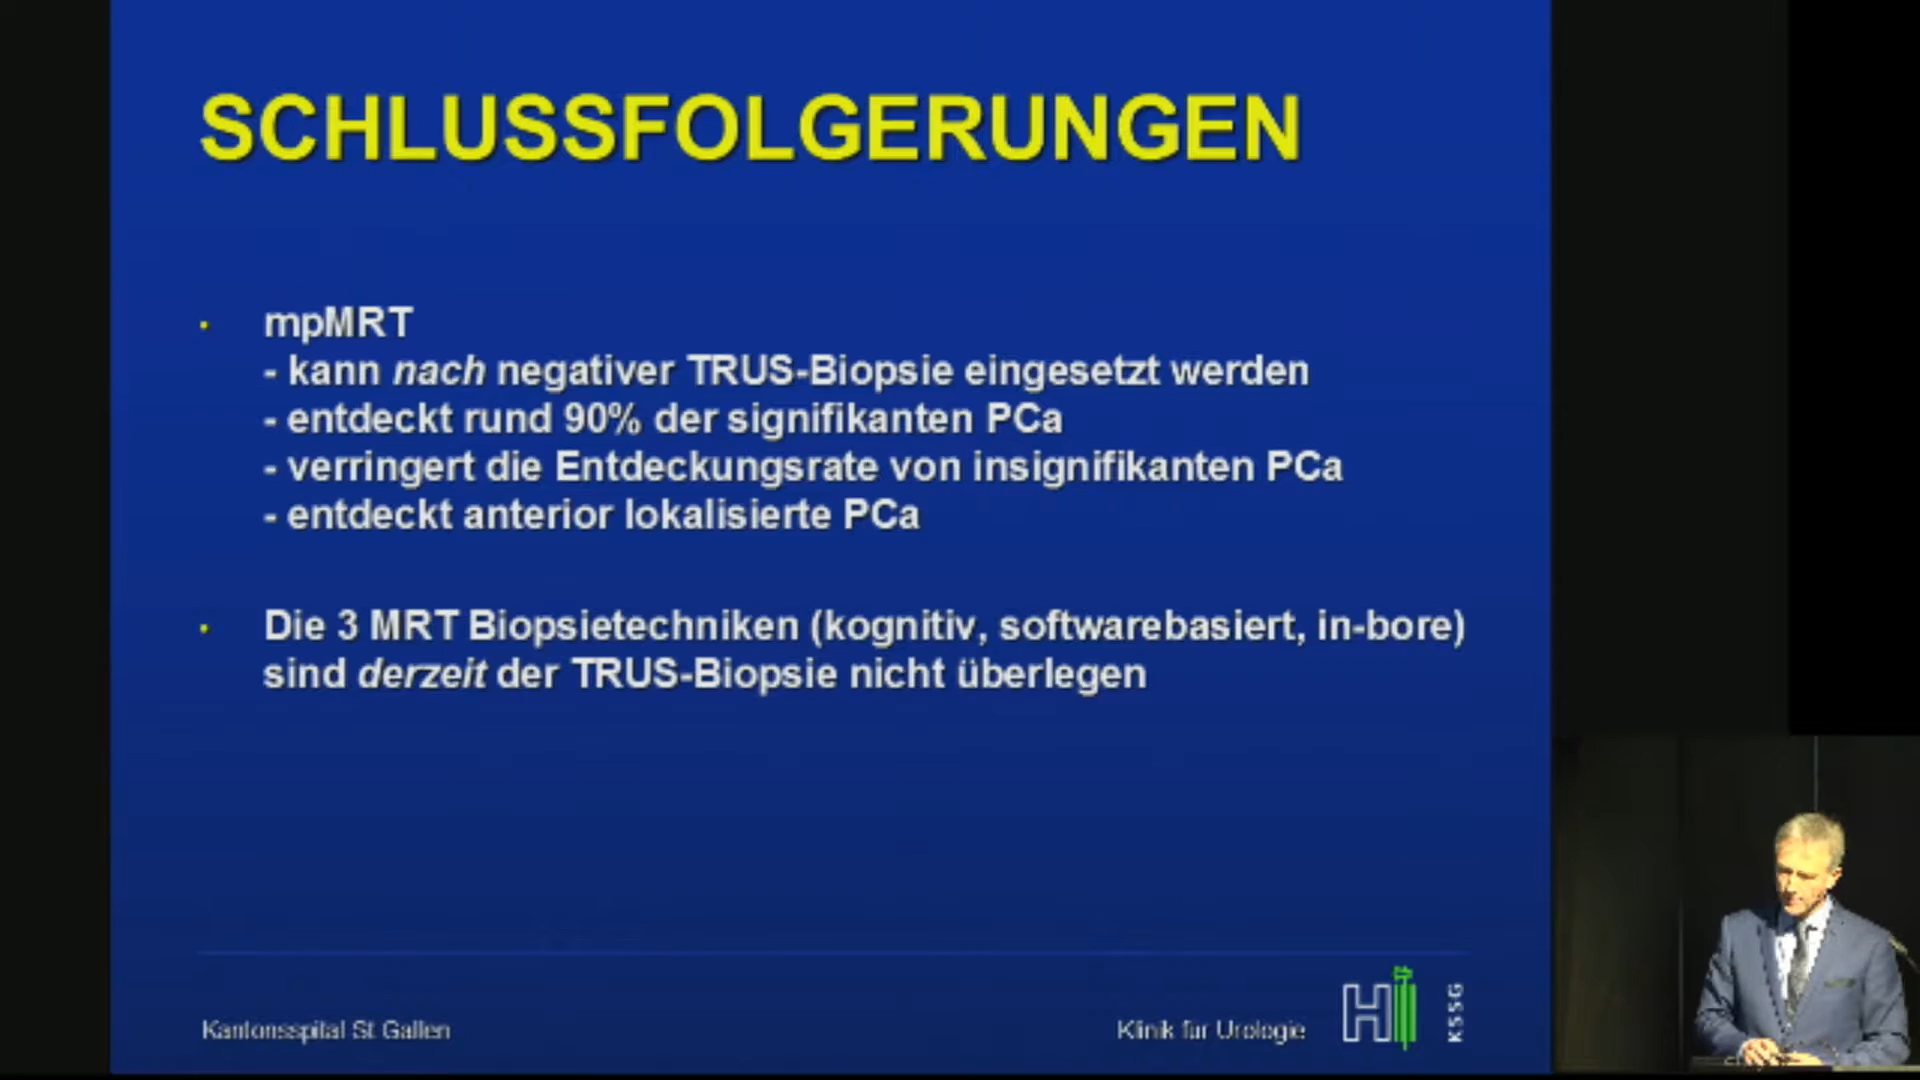 SCHLUSSFOLGERUNGEN
· mpMRT
- kann nach negativer TRUS-Biopsie eingesetzt werden
- entdeckt rund 90% der signifikanten PCa
- verringert die Entdeckungsrate von insignifikanten PCa
- entdeckt anterior lokalisierte PCa
· Die 3 MRT Biopsietechniken (kognitiv, softwarebasiert, in-bore)
sind derzeit der TRUS-Biopsie nicht überlegen
Kantonsspital St Gallen
Klinik für Urologie
KSSG